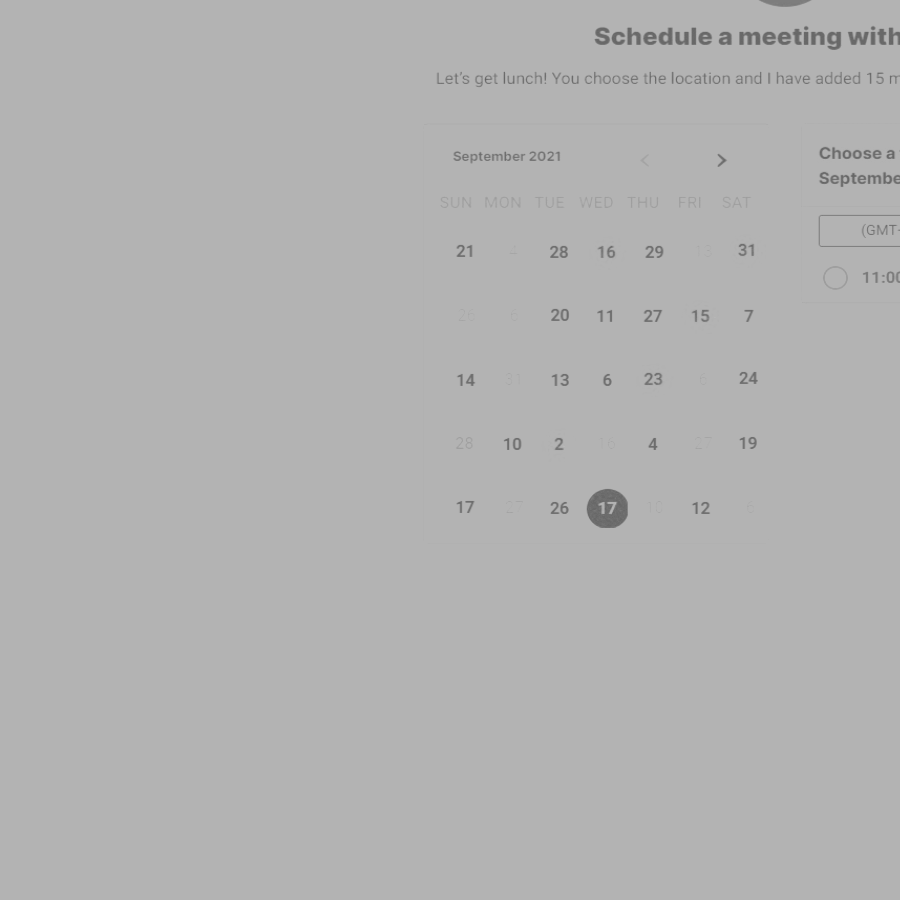 Schedule a meeting with
Let's get lunch! You choose the location and I have added 15 m
September 2021
SUN MON TUE WED THU FRI SAT
21 4 28 16 29 13 31
26 6 20 11 27 15 7
14 31 13 6 23 6 24
28 10 2 16 4 27 19
17 27 26 17 10 12 6
Choose a
Septembe
(GMT-
11:00